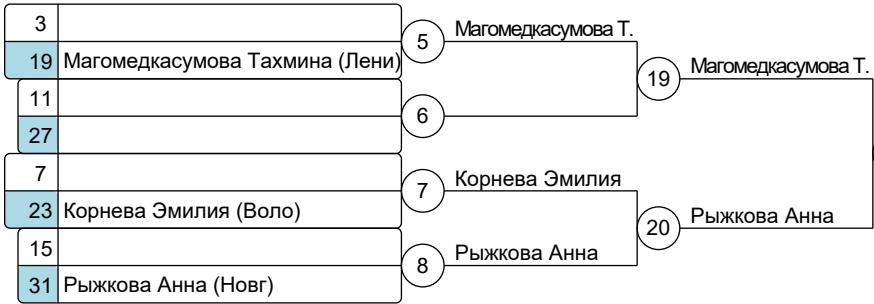 3
19 Магомедкасумова Тахмина (Лени)
5
Магомедкасумова Т.
11
27
6
19
Магомедкасумова Т.
7
23 Корнева Эмилия (Воло)
7
Корнева Эмилия
15
31 Рыжкова Анна (Новг)
8
Рыжкова Анна
20
Рыжкова Анна